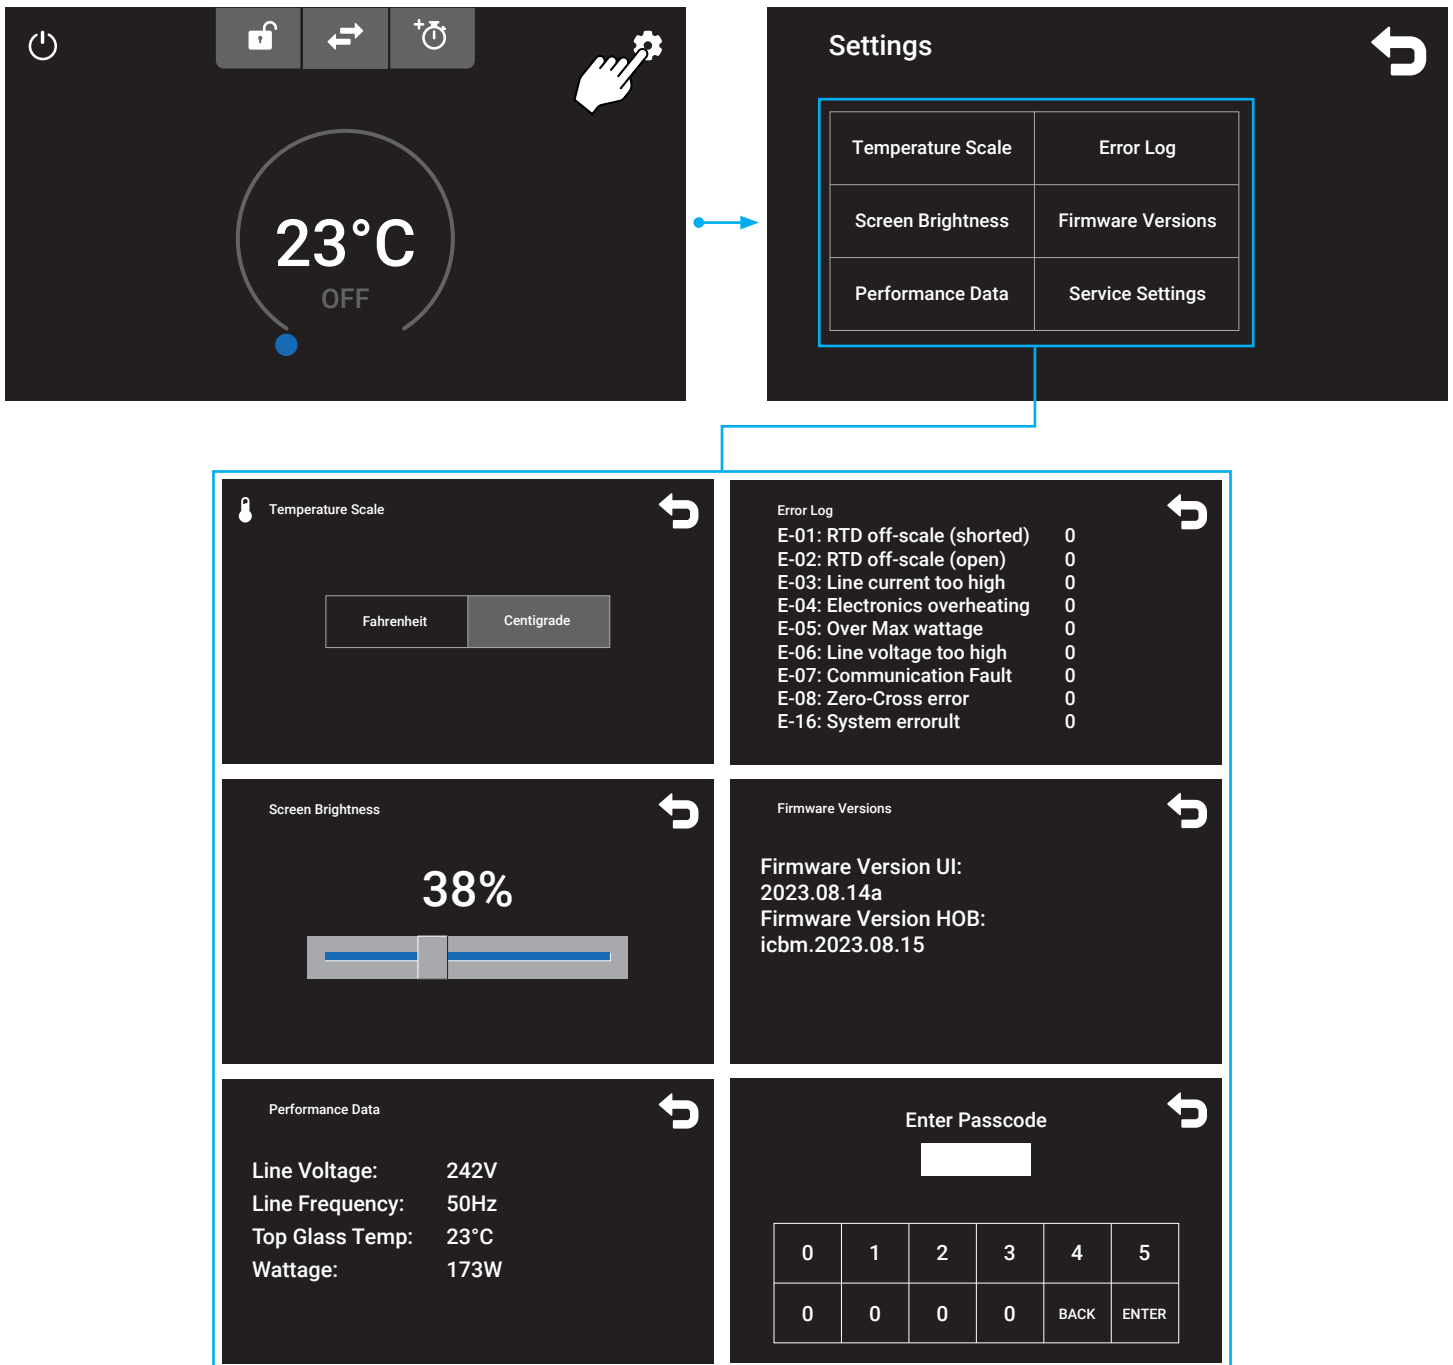 23°C
OFF
Settings
Temperature Scale
Error Log
Screen Brightness
Firmware Versions
Performance Data
Service Settings
Temperature Scale
Fahrenheit
Centigrade
Error Log
E-01: RTD off-scale (shorted) 0
E-02: RTD off-scale (open) 0
E-03: Line current too high 0
E-04: Electronics overheating 0
E-05: Over Max wattage 0
E-06: Line voltage too high 0
E-07: Communication Fault 0
E-08: Zero-Cross error 0
E-16: System errorult 0
Screen Brightness
38%
Firmware Versions
Firmware Version UI:
2023.08.14a
Firmware Version HOB:
icbm.2023.08.15
Performance Data
Line Voltage: 242V
Line Frequency: 50Hz
Top Glass Temp: 23°C
Wattage: 173W
Enter Passcode
0 1 2 3 4 5
0 0 0 0 BACK ENTER